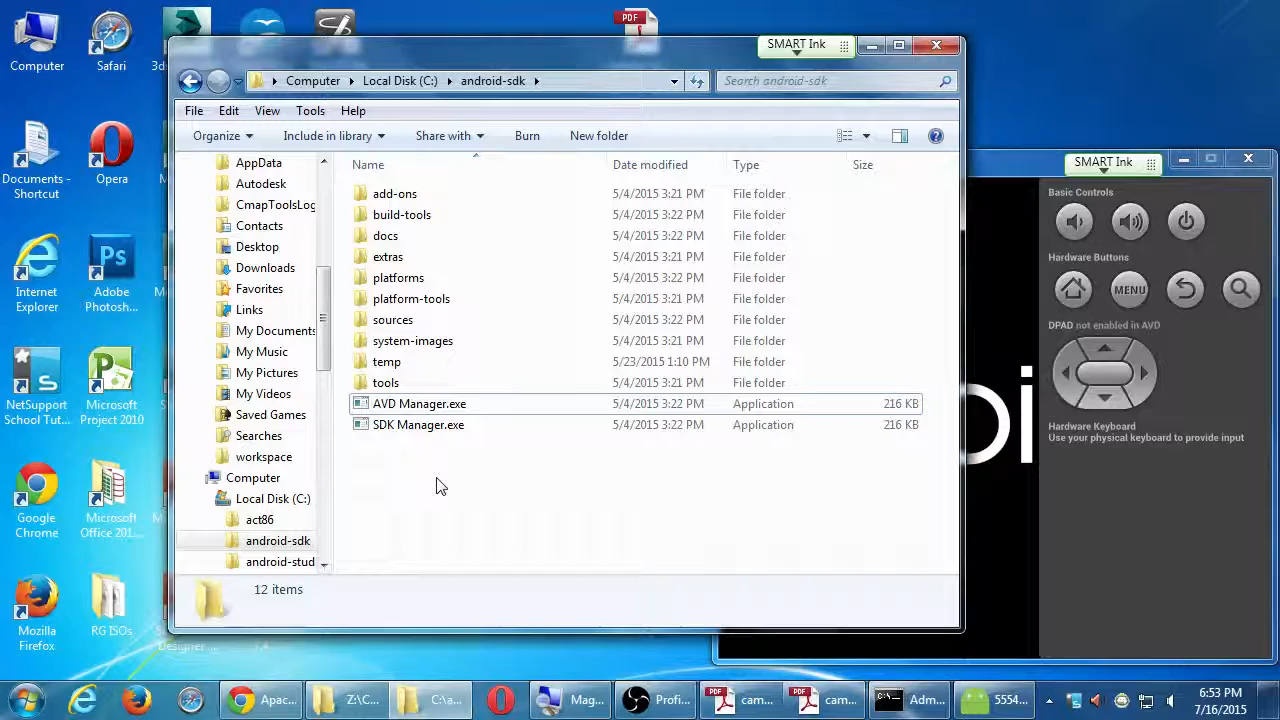 Computer
Safari
3ds
PDF
SMART Ink
Computer
Local Disk (C:)
android-sdk
Search android-sdk
File Edit View Tools Help
Organize Include in library Share with Burn New folder
Name Date modified Type Size
AppData
Autodesk
CmapToolsLog
Contacts
Desktop
Downloads
Favorites
Links
My Documents
My Music
My Pictures
My Videos
Saved Games
Searches
workspace
Computer
Local Disk (C:)
act86
android-sdk
android-stud
add-ons 5/4/2015 3:21 PM File folder
build-tools 5/4/2015 3:22 PM File folder
docs 5/4/2015 3:22 PM File folder
extras 5/4/2015 3:21 PM File folder
platforms 5/4/2015 3:22 PM File folder
platform-tools 5/4/2015 3:21 PM File folder
sources 5/4/2015 3:22 PM File folder
system-images 5/4/2015 3:21 PM File folder
temp 5/23/2015 1:10 PM File folder
tools 5/4/2015 3:21 PM File folder
AVD Manager.exe 5/4/2015 3:22 PM Application 216 KB
SDK Manager.exe 5/4/2015 3:22 PM Application 216 KB
12 items
Documents -
Shortcut
Opera
Internet
Explorer
Adobe
Photosh...
NetSupport
School Tut...
Microsoft
Project 2010
Google
Chrome
Microsoft
Office 201...
Mozilla
Firefox
RG ISOs
Designer
SMART Ink
Basic Controls
Hardware Buttons
MENU
DPAD not enabled in AVD
Hardware Keyboard
Use your physical keyboard to provide input
oi
Apac...
Z:\C...
C:\a...
Mag...
Profi...
PDF
cam...
PDF
cam...
C:\
Adm...
5554...
6:53 PM
7/16/2015